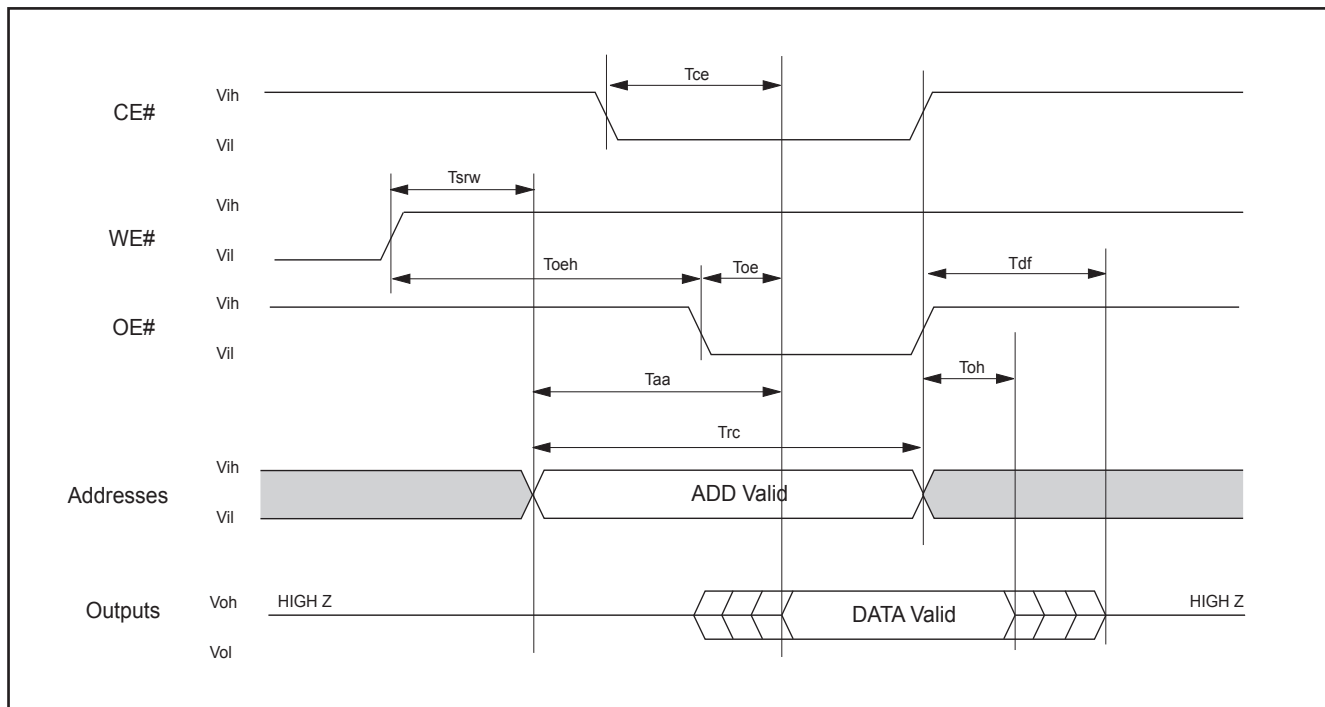 Tce
Vih
CE#
Vil
Tsrw
Vih
WE#
Vil
Toeh
Toe
Tdf
Vih
OE#
Vil
Taa
Toh
Trc
Vih
Addresses
ADD Valid
Vil
Voh
HIGH Z
HIGH Z
Outputs
DATA Valid
Vol